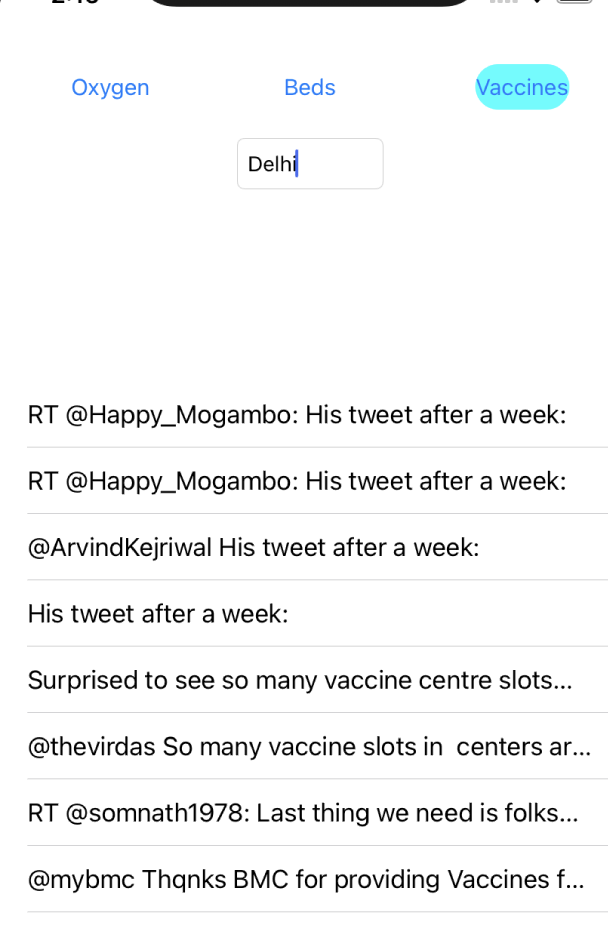 Oxygen Beds Vaccines
Delhi
RT @Happy_Mogambo: His tweet after a week:
RT @Happy_Mogambo: His tweet after a week:
@ArvindKejriwal His tweet after a week:
His tweet after a week:
Surprised to see so many vaccine centre slots...
@thevirdas So many vaccine slots in  centers ar...
RT @somnath1978: Last thing we need is folks...
@mybmc Thqnks BMC for providing Vaccines f...